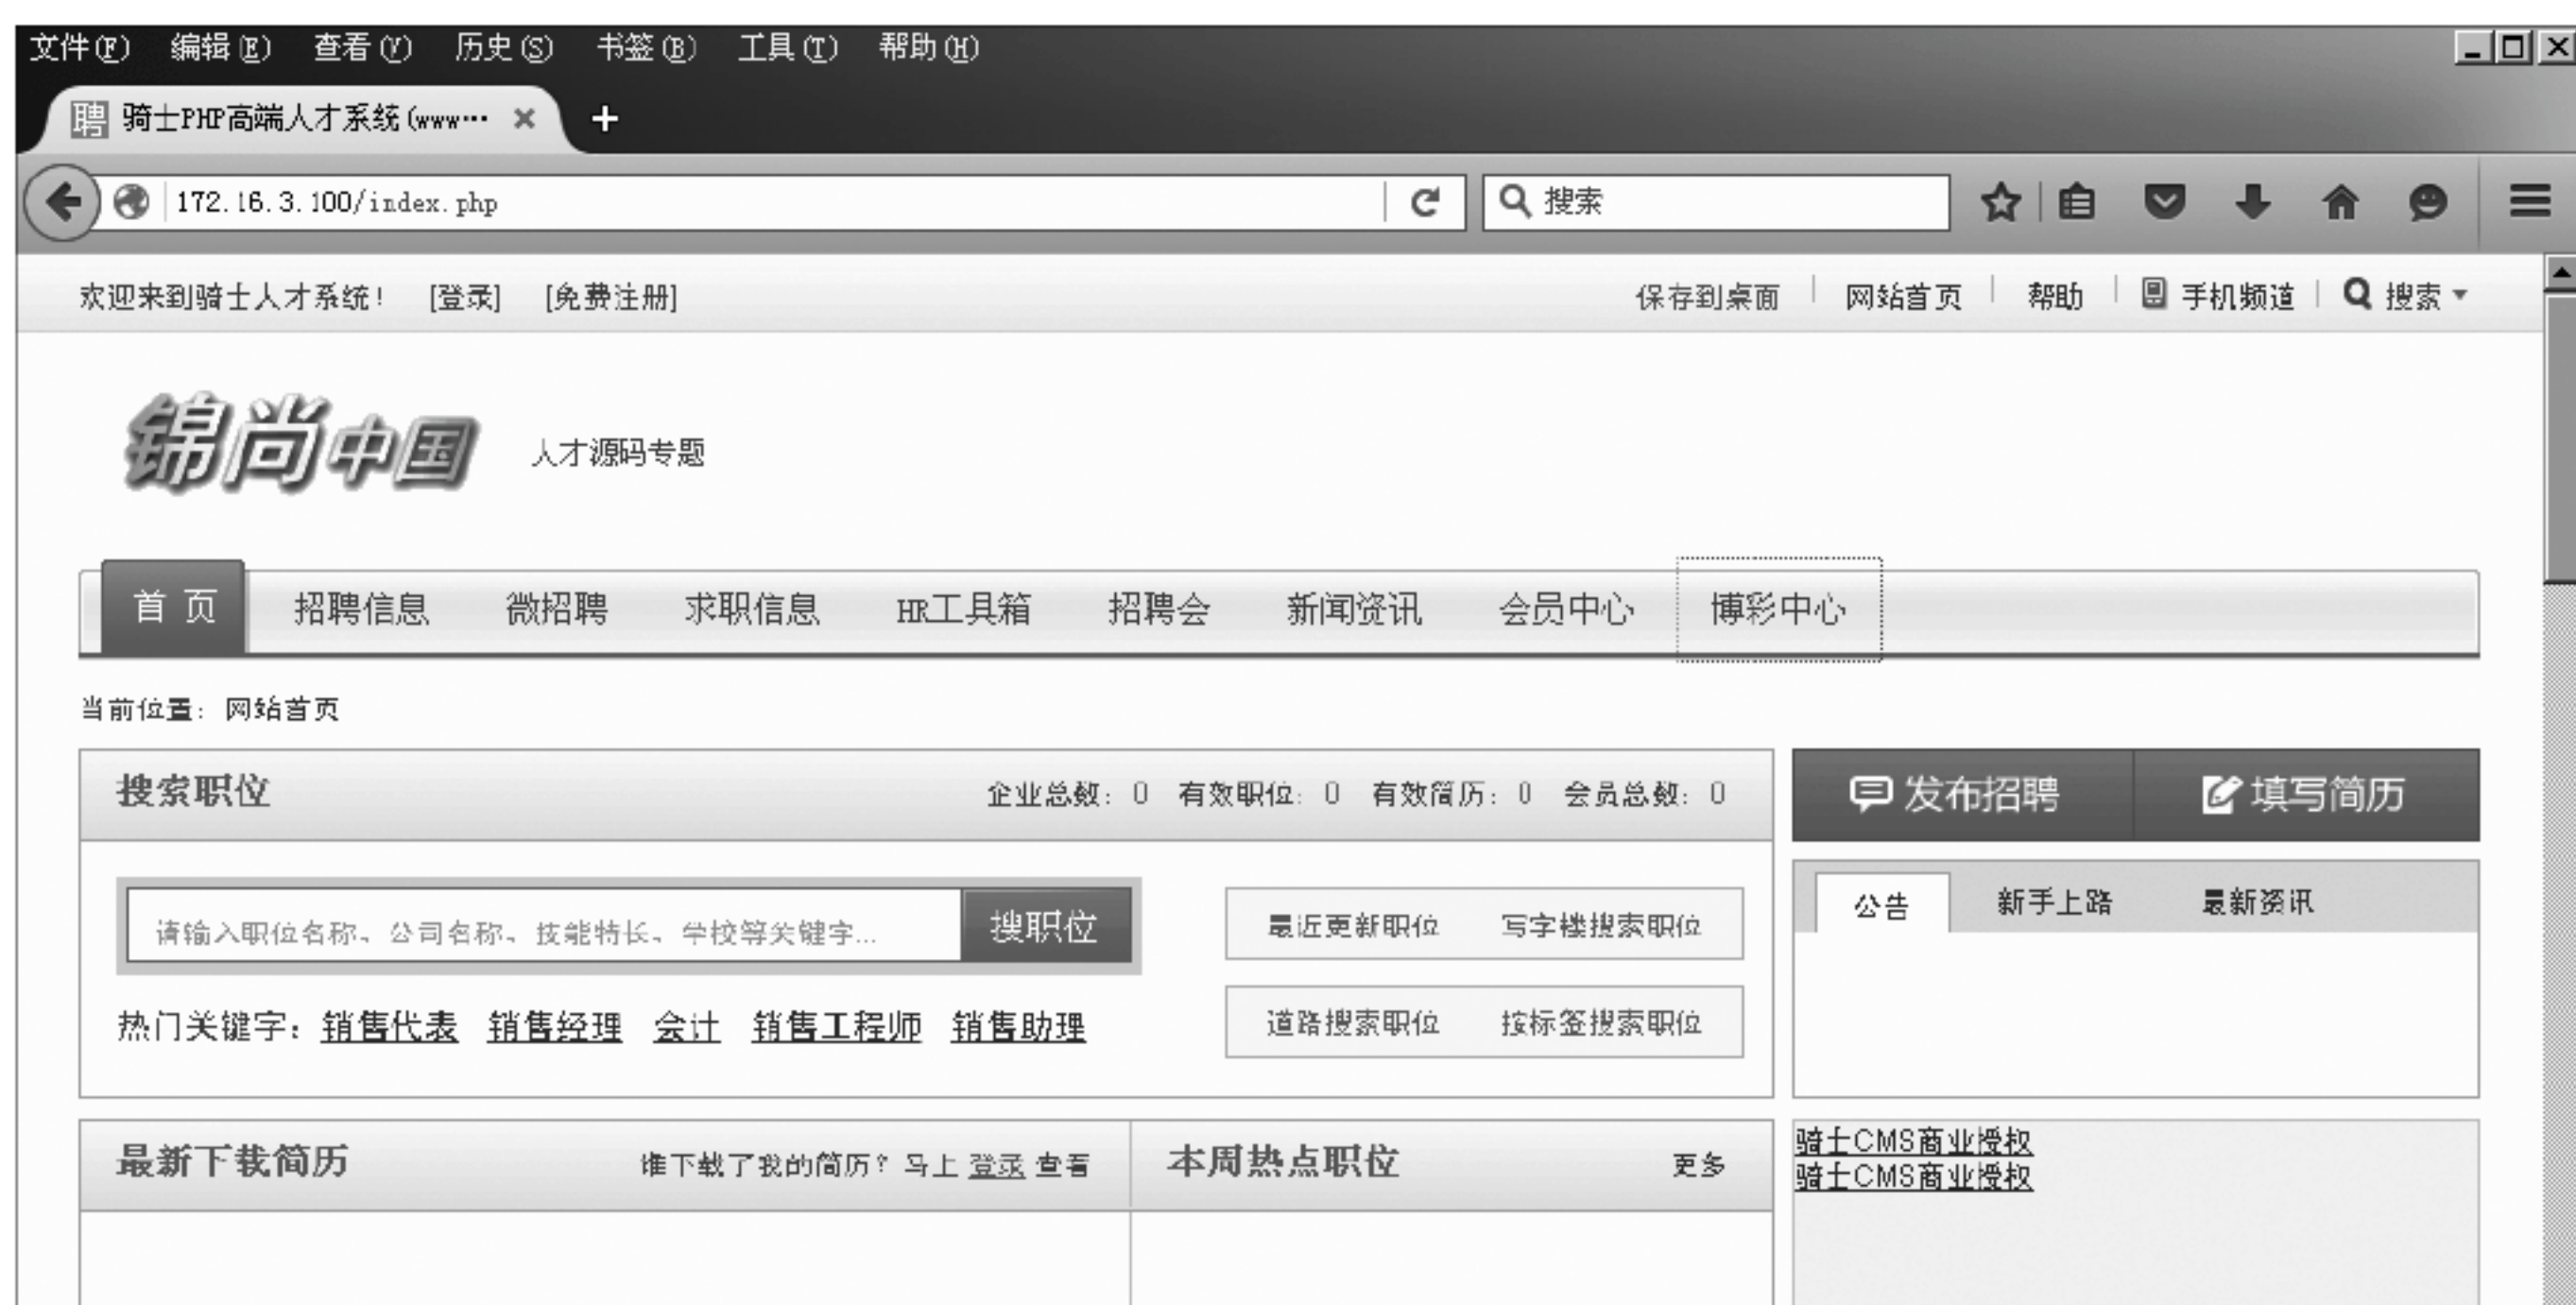 文件(F) 编辑(E) 查看(V) 历史(S) 书签(B) 工具(T) 帮助(H)
聘 骑士PHP高端人才系统(www…
172.16.3.100/index.php 搜索
欢迎来到骑士人才系统! [登录] [免费注册] 保存到桌面 网站首页 帮助 手机频道 搜索
锦尚中国 人才源码专题
首 页 招聘信息 微招聘 求职信息 HR工具箱 招聘会 新闻资讯 会员中心 博彩中心
当前位置: 网站首页
搜索职位 企业总数: 0 有效职位: 0 有效简历: 0 会员总数: 0 发布招聘 填写简历
请输入职位名称、公司名称、技能特长、学校等关键字... 搜职位 最近更新职位 写字楼搜索职位 公告 新手上路 最新资讯
热门关键字: 销售代表 销售经理 会计 销售工程师 销售助理 道路搜索职位 按标签搜索职位
最新下载简历 谁下载了我的简历? 马上 登录 查看 本周热点职位 更多
骑士CMS商业授权
骑士CMS商业授权